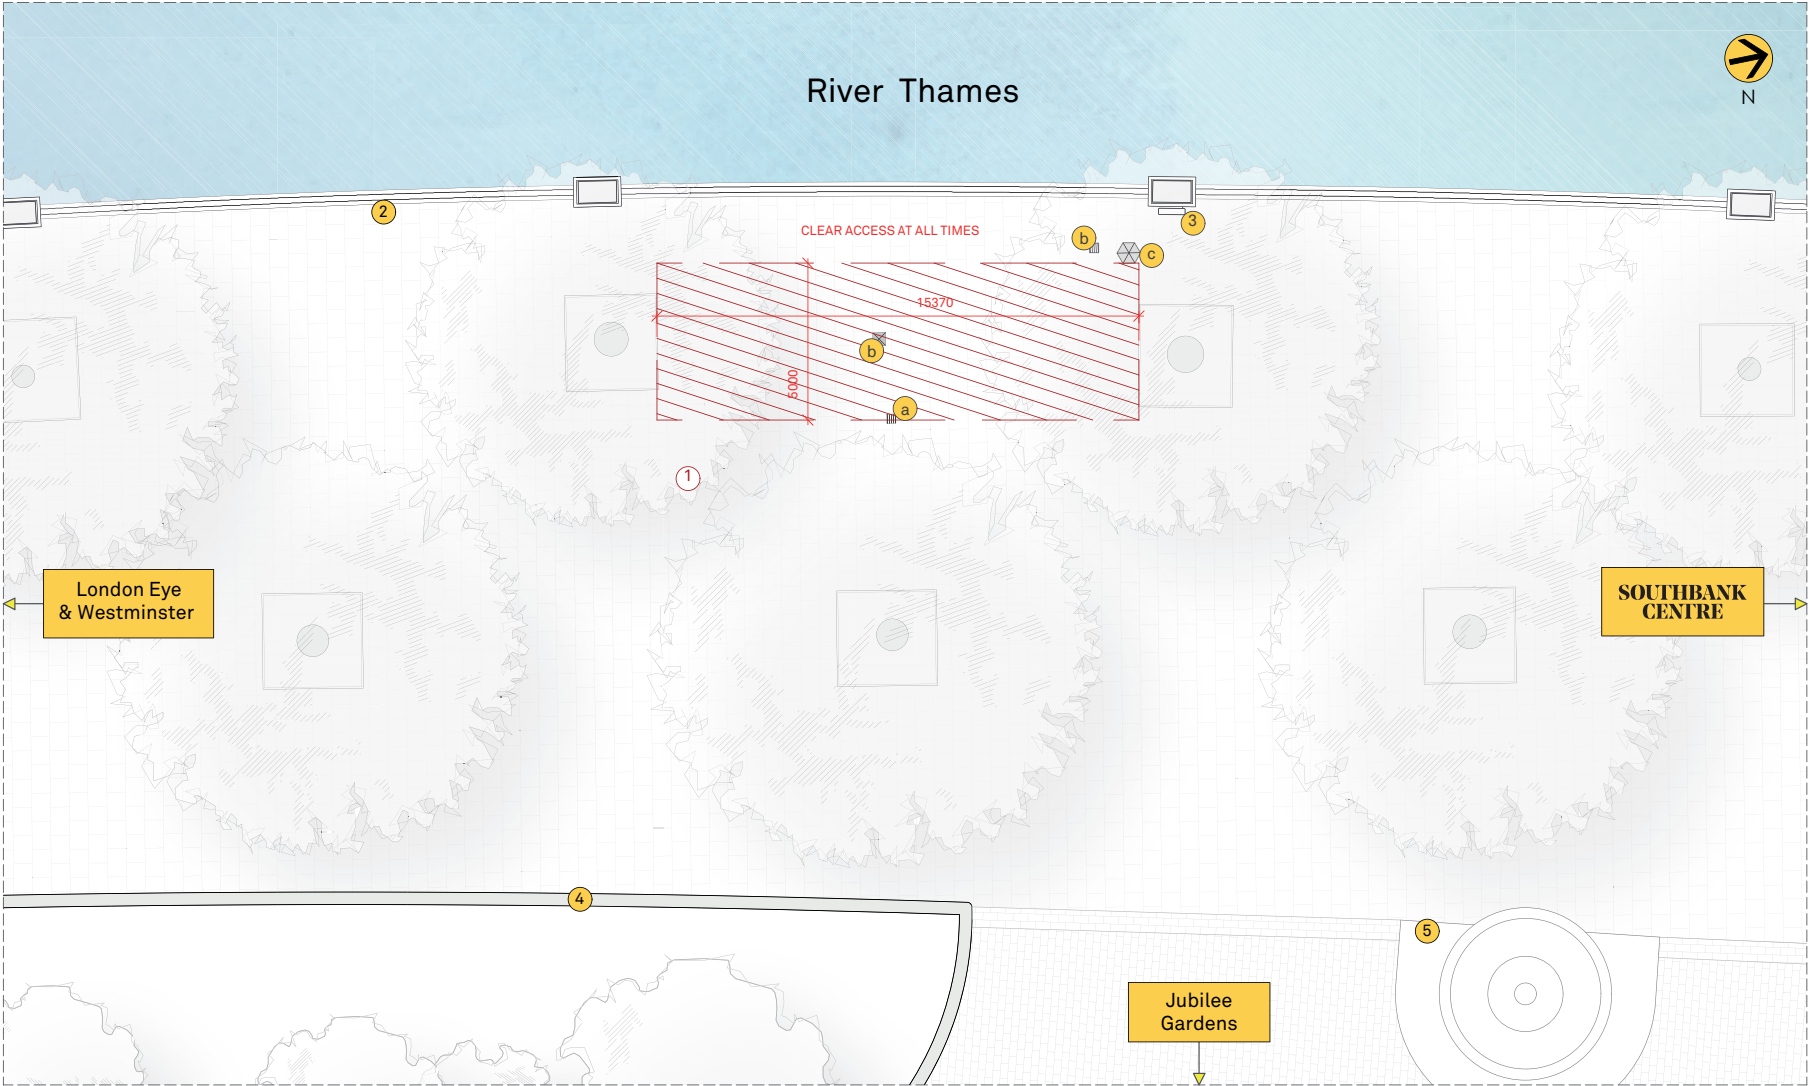 River Thames
N
2
3
CLEAR ACCESS AT ALL TIMES
b
c
15370
b
5000
a
1
London Eye
& Westminster
SOUTHBANK
CENTRE
4
5
Jubilee
Gardens